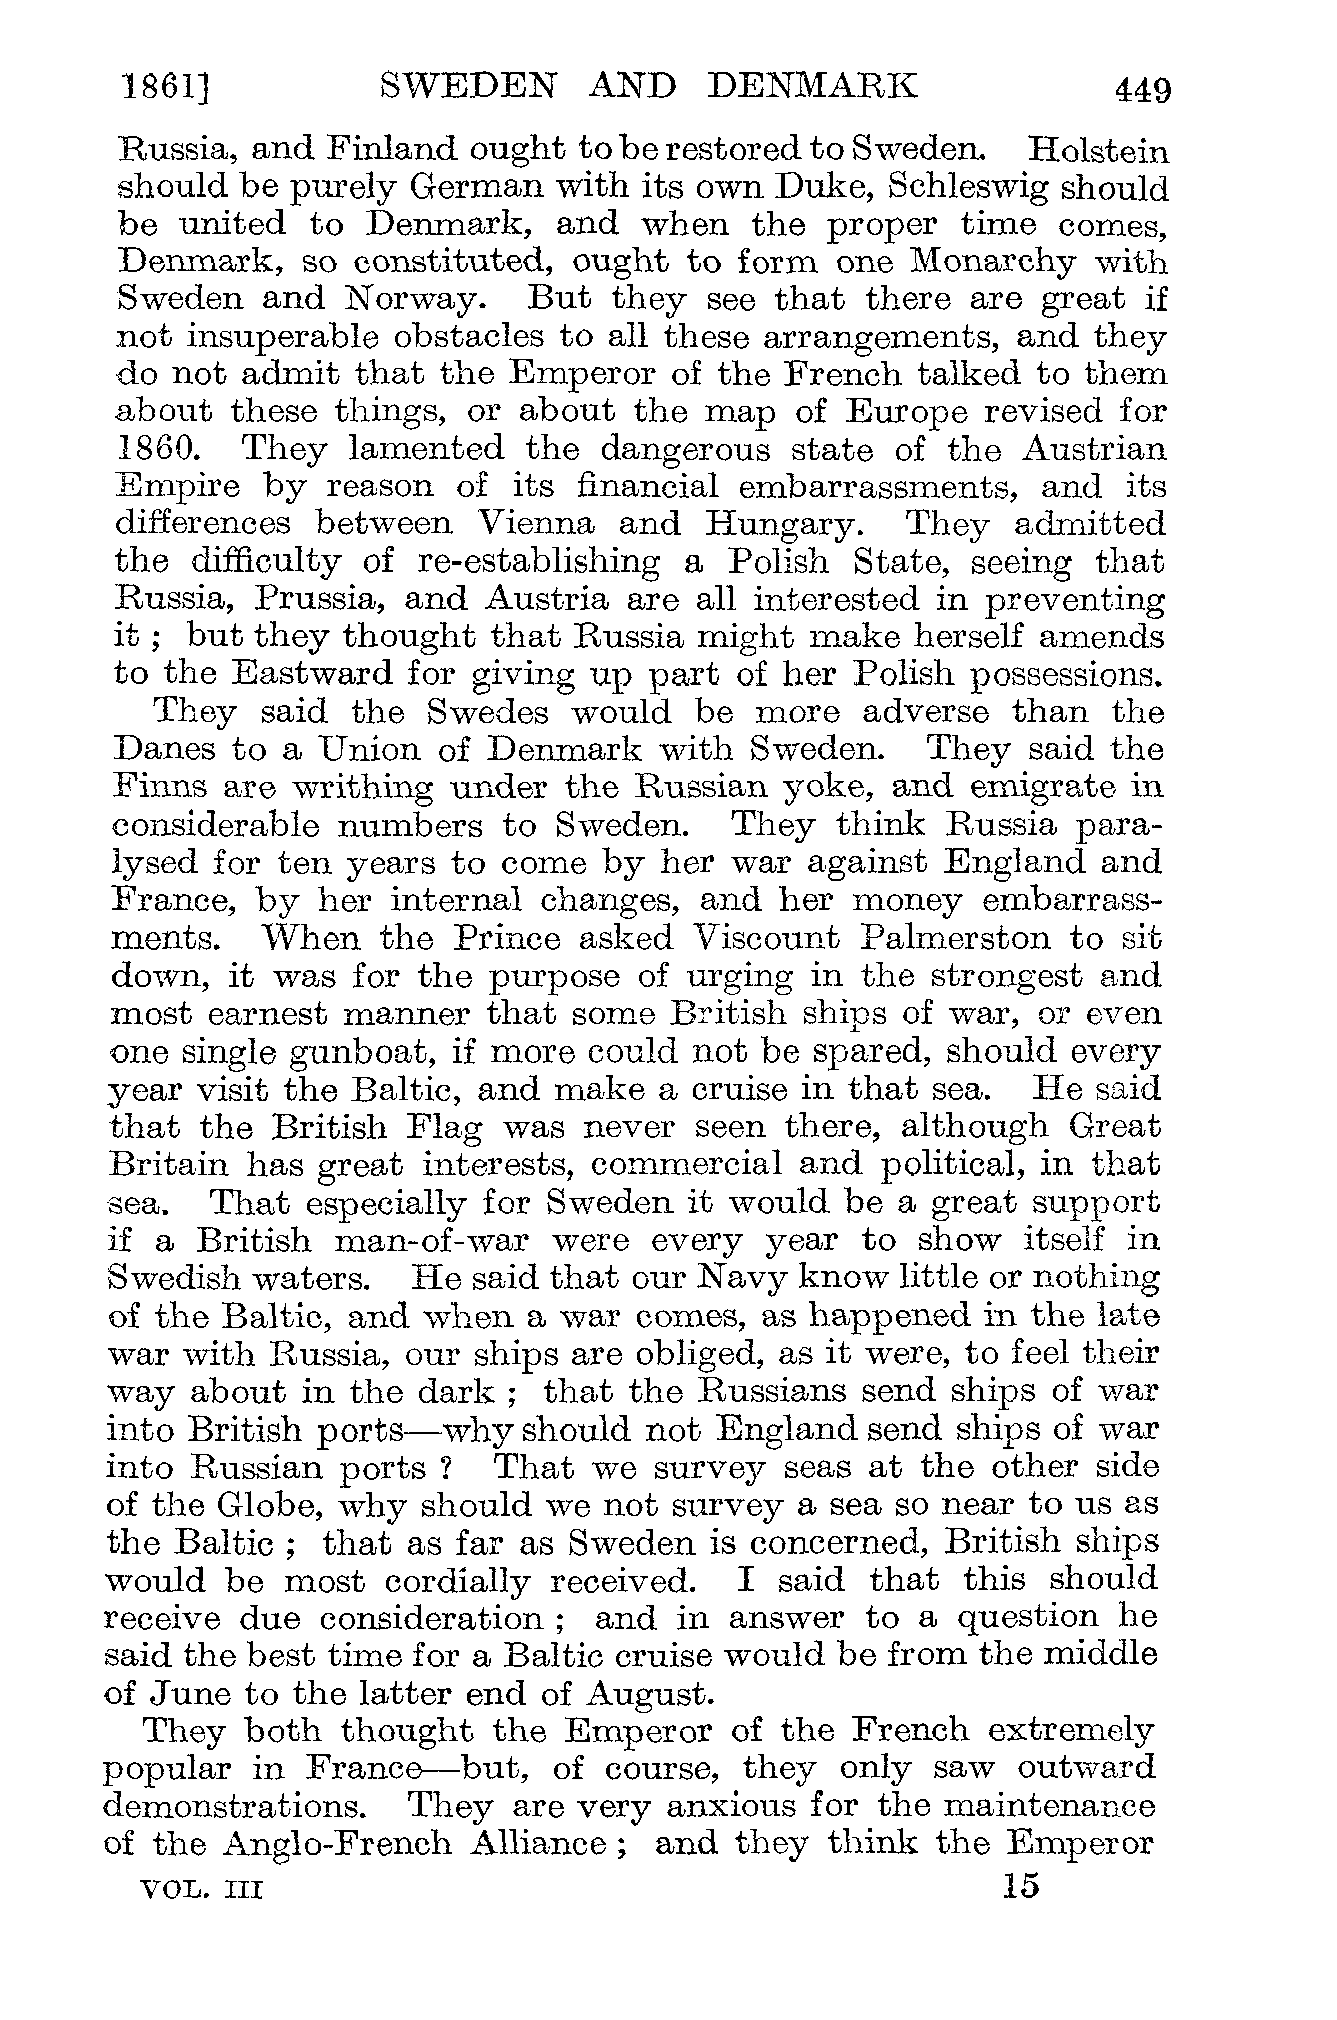 1861] SWEDEN AND DENMARK 449
Russia, and Finland ought to be restored to Sweden. Holstein
should be purely German with its own Duke, Schleswig should
be united to Denmark, and when the proper time comes,
Denmark, so constituted, ought to form one Monarchy with
Sweden and Norway. But they see that there are great if
not insuperable obstacles to all these arrangements, and they
do not admit that the Emperor of the French talked to them
about these things, or about the map of Europe revised for
1860. They lamented the dangerous state of the Austrian
Empire by reason of its financial embarrassments, and its
differences between Vienna and Hungary. They admitted
the difficulty of re-establishing a Polish State, seeing that
Russia, Prussia, and Austria are all interested in preventing
it ; but they thought that Russia might make herself amends
to the Eastward for giving up part of her Polish possessions.
They said the Swedes would be more adverse than the
Danes to a Union of Denmark with Sweden. They said the
Finns are writhing under the Russian yoke, and emigrate in
considerable numbers to Sweden. They think Russia para-
lysed for ten years to come by her war against England and
France, by her internal changes, and her money embarrass-
ments. When the Prince asked Viscount Palmerston to sit
down, it was for the purpose of urging in the strongest and
most earnest manner that some British ships of war, or even
one single gunboat, if more could not be spared, should every
year visit the Baltic, and make a cruise in that sea. He said
that the British Flag was never seen there, although Great
Britain has great interests, commercial and political, in that
sea. That especially for Sweden it would be a great support
if a British man-of-war were every year to show itself in
Swedish waters. He said that our Navy know little or nothing
of the Baltic, and when a war comes, as happened in the late
war with Russia, our ships are obliged, as it were, to feel their
way about in the dark ; that the Russians send ships of war
into British ports—why should not England send ships of war
into Russian ports ? That we survey seas at the other side
of the Globe, why should we not survey a sea so near to us as
the Baltic ; that as far as Sweden is concerned, British ships
would be most cordially received. I said that this should
receive due consideration ; and in answer to a question he
said the best time for a Baltic cruise would be from the middle
of June to the latter end of August.
They both thought the Emperor of the French extremely
popular in France—but, of course, they only saw outward
demonstrations. They are very anxious for the maintenance
of the Anglo-French Alliance ; and they think the Emperor
VOL. III 15